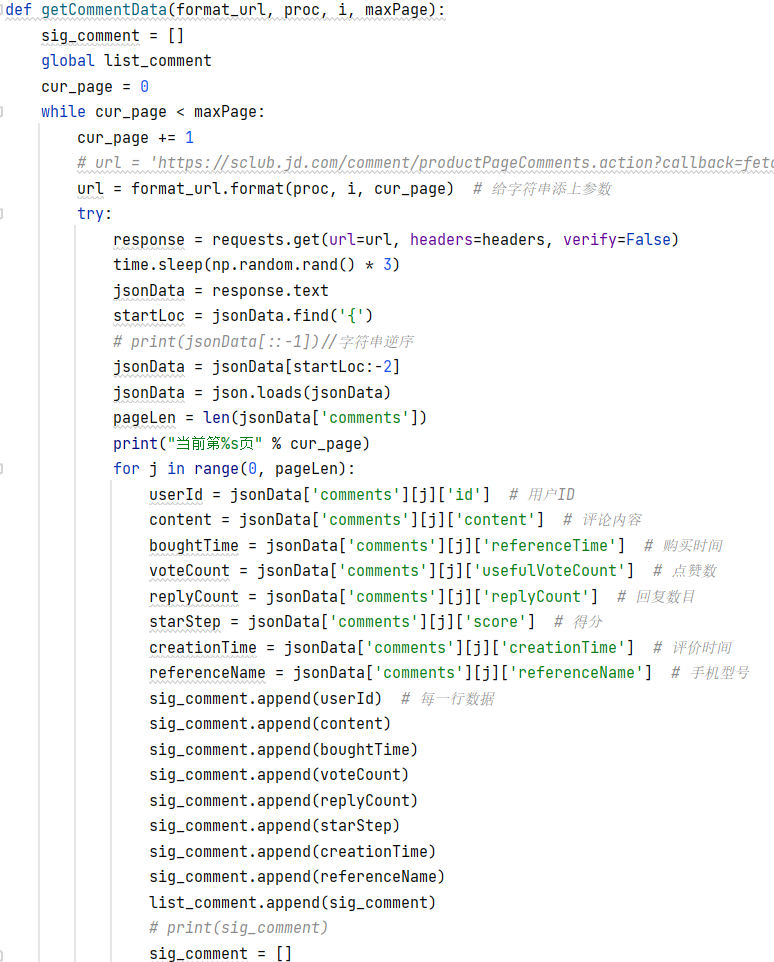 def getCommentData(format_url, proc, i, maxPage):
    sig_comment = []
    global list_comment
    cur_page = 0
    while cur_page < maxPage:
        cur_page += 1
        # url = 'https://sclub.jd.com/comment/productPageComments.action?callback=fetc
        url = format_url.format(proc, i, cur_page)  # 给字符串添上参数
        try:
            response = requests.get(url=url, headers=headers, verify=False)
            time.sleep(np.random.rand() * 3)
            jsonData = response.text
            startLoc = jsonData.find('{')
            # print(jsonData[::-1])//字符串逆序
            jsonData = jsonData[startLoc:-2]
            jsonData = json.loads(jsonData)
            pageLen = len(jsonData['comments'])
            print("当前第%s页" % cur_page)
            for j in range(0, pageLen):
                userId = jsonData['comments'][j]['id']  # 用户ID
                content = jsonData['comments'][j]['content']  # 评论内容
                boughtTime = jsonData['comments'][j]['referenceTime']  # 购买时间
                voteCount = jsonData['comments'][j]['usefulVoteCount']  # 点赞数
                replyCount = jsonData['comments'][j]['replyCount']  # 回复数目
                starStep = jsonData['comments'][j]['score']  # 得分
                creationTime = jsonData['comments'][j]['creationTime']  # 评价时间
                referenceName = jsonData['comments'][j]['referenceName']  # 手机型号
                sig_comment.append(userId)  # 每一行数据
                sig_comment.append(content)
                sig_comment.append(boughtTime)
                sig_comment.append(voteCount)
                sig_comment.append(replyCount)
                sig_comment.append(starStep)
                sig_comment.append(creationTime)
                sig_comment.append(referenceName)
                list_comment.append(sig_comment)
                # print(sig_comment)
                sig_comment = []